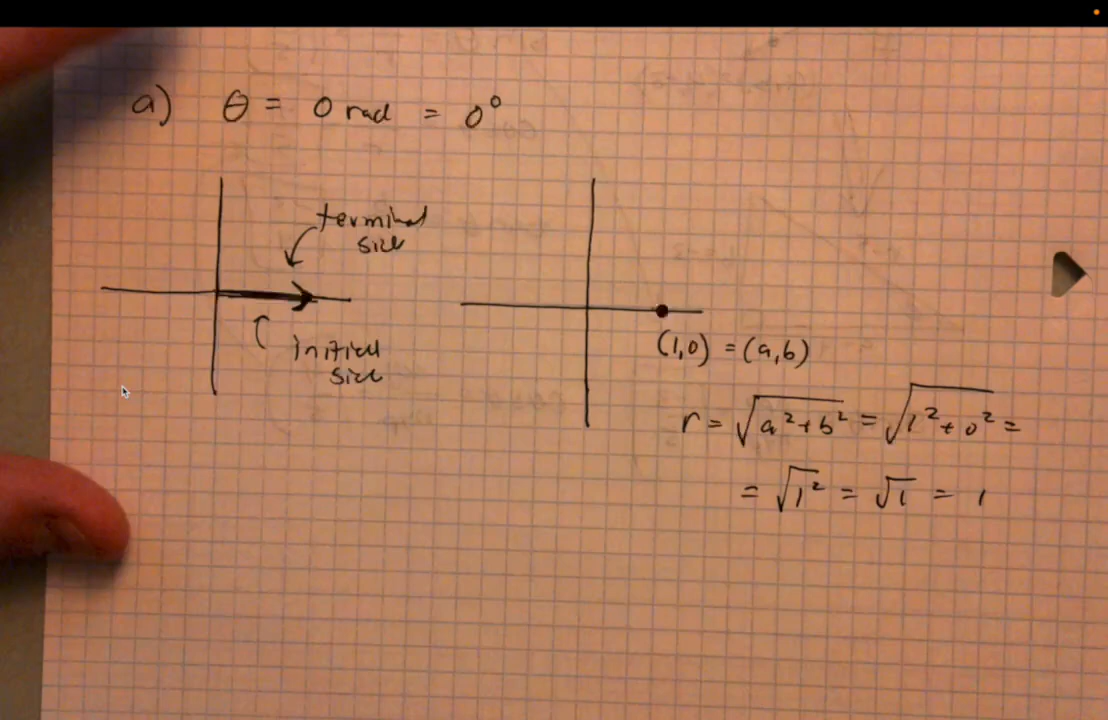 a) θ = 0 rad = 0°
terminal
side
initial
side
(1,0) = (a,b)
r = √a²+b² = √1²+0² =
= √1² = √1 = 1